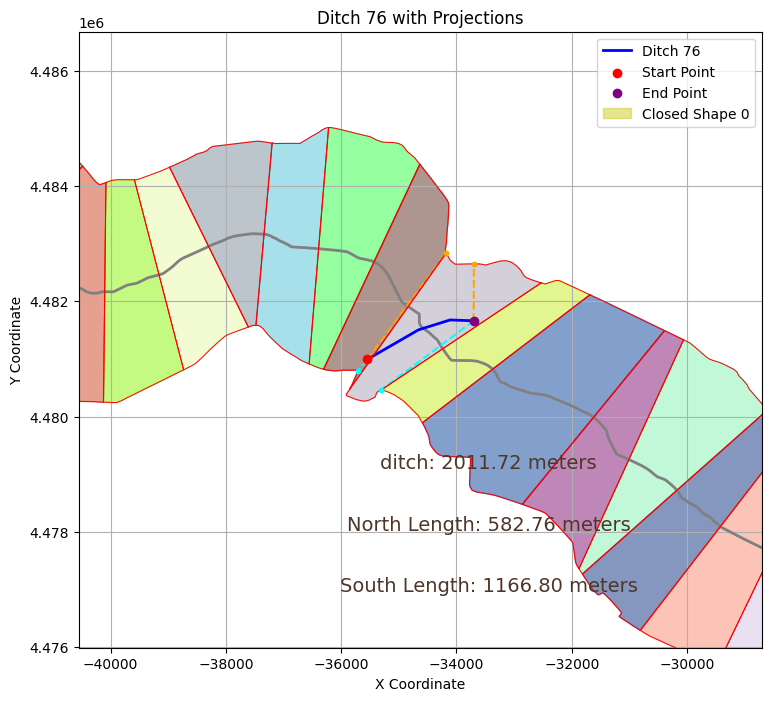 Ditch 76 with Projections
1e6
Ditch 76
Start Point
End Point
Closed Shape 0
4.486
4.484
4.482
4.480
4.478
4.476
Y Coordinate
ditch: 2011.72 meters
North Length: 582.76 meters
South Length: 1166.80 meters
−40000 −38000 −36000 −34000 −32000 −30000
X Coordinate